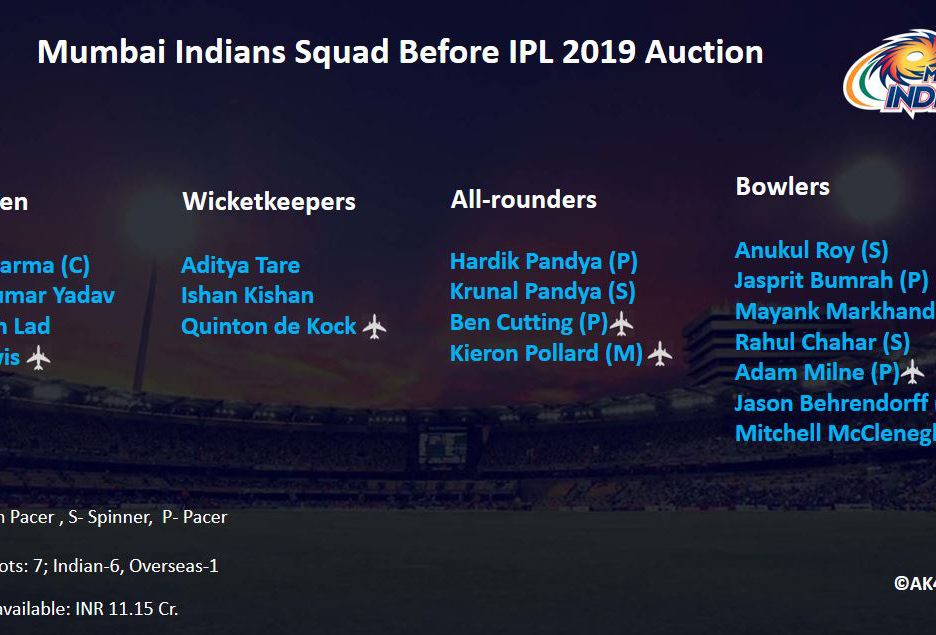 Mumbai Indians Squad Before IPL 2019 Auction
INDI
en
arma (C)
umar Yadav
n Lad
vis
Wicketkeepers
Aditya Tare
Ishan Kishan
Quinton de Kock
All-rounders
Hardik Pandya (P)
Krunal Pandya (S)
Ben Cutting (P)
Kieron Pollard (M)
Bowlers
Anukul Roy (S)
Jasprit Bumrah (P)
Mayank Markhand
Rahul Chahar (S)
Adam Milne (P)
Jason Behrendorff (
Mitchell McClenegh
n Pacer , S- Spinner, P- Pacer
ots: 7; Indian-6, Overseas-1
available: INR 11.15 Cr.
©AK4